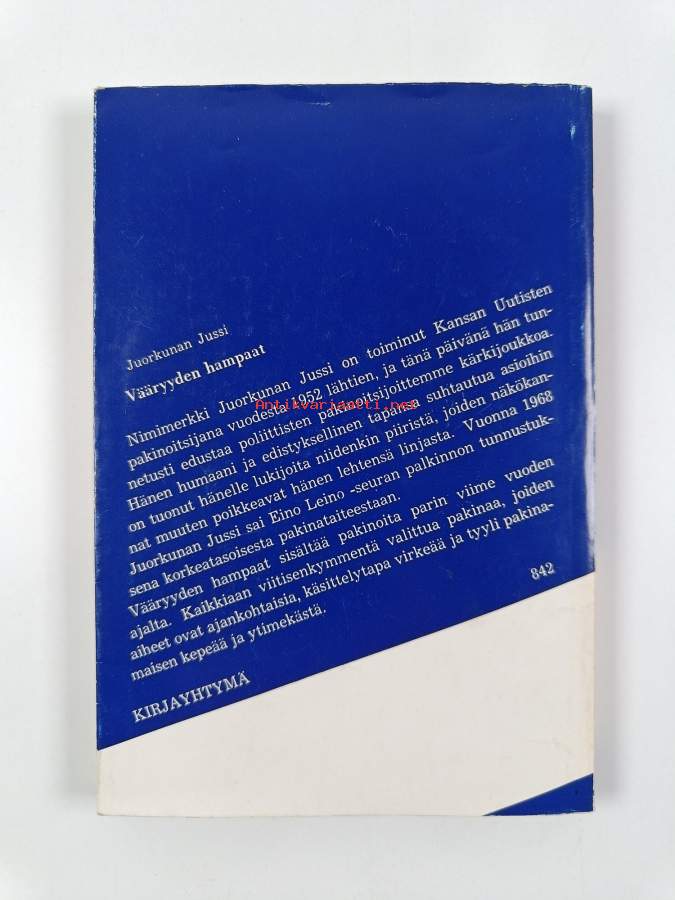 Juorkunan Jussi
Vääryyden hampaat
Nimimerkki Juorkunan Jussi on toiminut Kansan Uutisten
pakinoitsijana vuodesta 1952 lähtien, ja tänä päivänä hän tun-
netusti edustaa poliittisten pakinoitsijoittemme kärkijoukkoa.
Hänen humaani ja edistyksellinen tapansa suhtautua asioihin
on tuonut hänelle lukijoita niidenkin piiristä, joiden näkökan-
nat muuten poikkeavat hänen lehtensä linjasta. Vuonna 1968
Juorkunan Jussi sai Eino Leino -seuran palkinnon tunnustuk-
sena korkeatasoisesta pakinataiteestaan.
Vääryyden hampaat sisältää pakinoita parin viime vuoden
ajalta. Kaikkiaan viitisenkymmentä valittua pakinaa, joiden
aiheet ovat ajankohtaisia, käsittelytapa virkeää ja tyyli pakina-
maisen kepeää ja ytimekästä.
842
KIRJAYHTYMÄ
Antikvariaatti.net